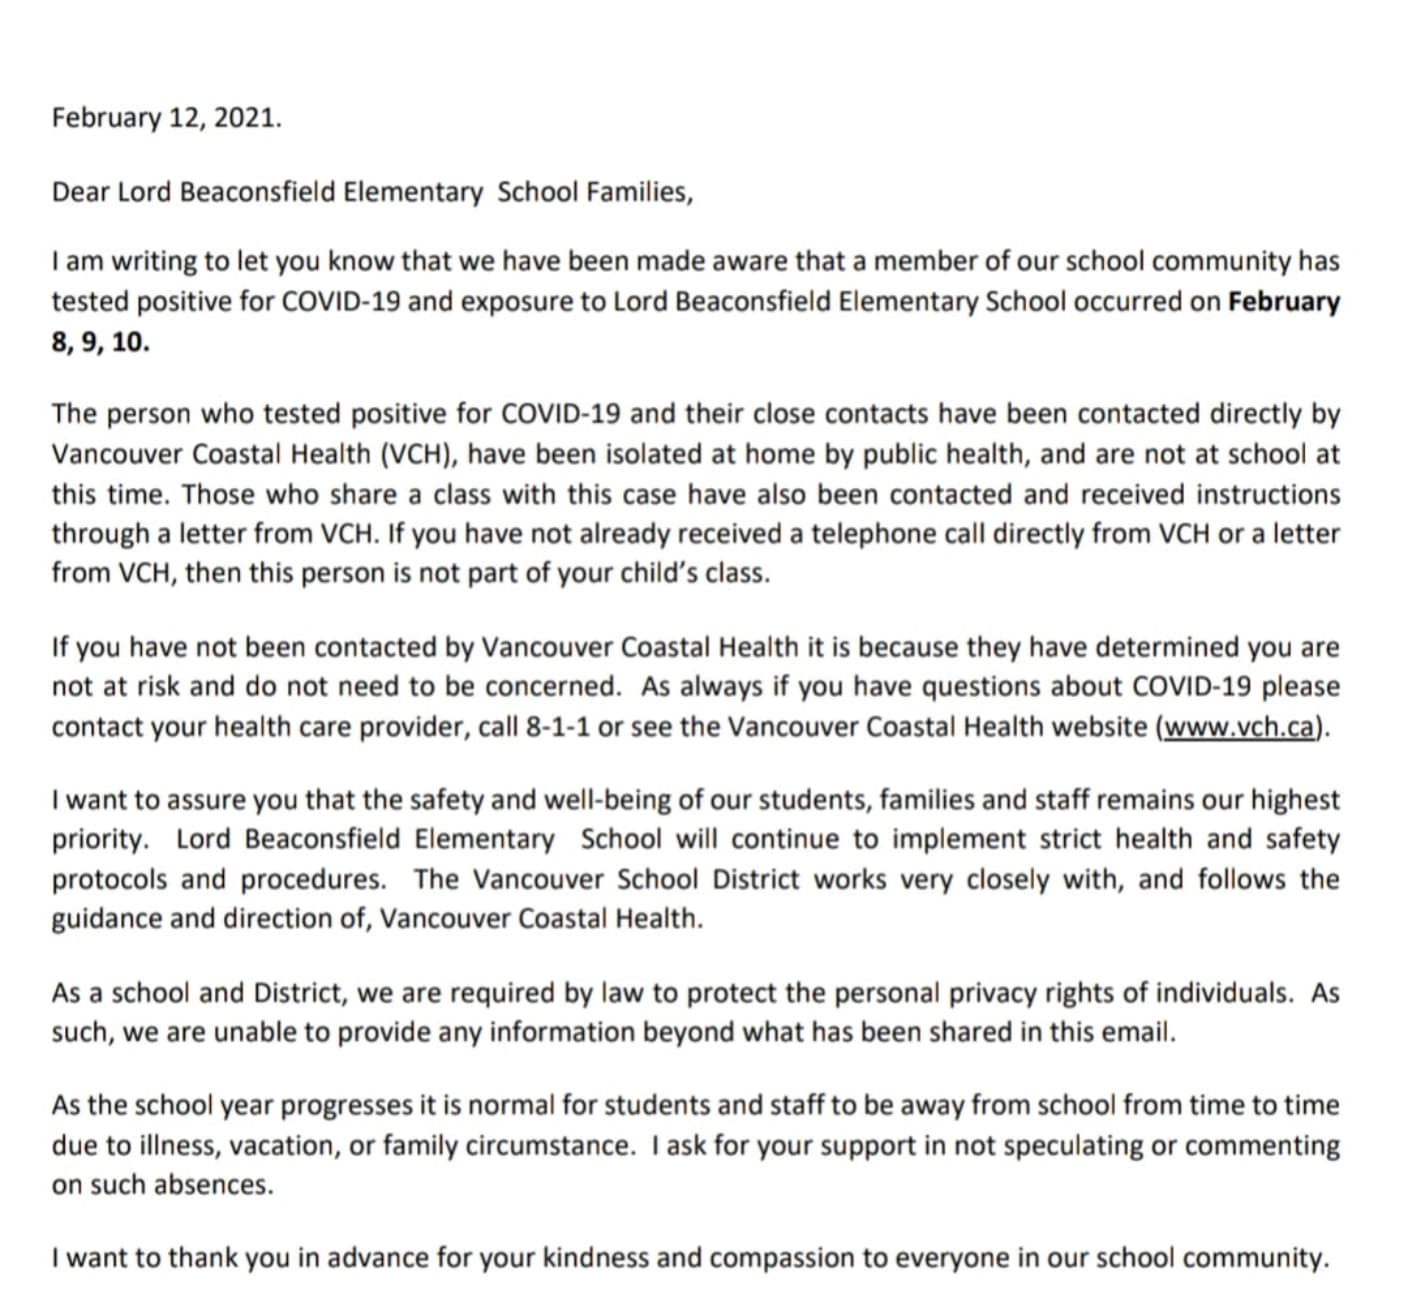 February 12, 2021.
Dear Lord Beaconsfield Elementary  School Families,
I am writing to let you know that we have been made aware that a member of our school community has
tested positive for COVID-19 and exposure to Lord Beaconsfield Elementary School occurred on February
8, 9, 10.
The person who tested positive for COVID-19 and their close contacts have been contacted directly by
Vancouver Coastal Health (VCH), have been isolated at home by public health, and are not at school at
this time. Those who share a class with this case have also been contacted and received instructions
through a letter from VCH. If you have not already received a telephone call directly from VCH or a letter
from VCH, then this person is not part of your child’s class.
If you have not been contacted by Vancouver Coastal Health it is because they have determined you are
not at risk and do not need to be concerned.  As always if you have questions about COVID-19 please
contact your health care provider, call 8-1-1 or see the Vancouver Coastal Health website (www.vch.ca).
I want to assure you that the safety and well-being of our students, families and staff remains our highest
priority.  Lord Beaconsfield Elementary  School will continue to implement strict health and safety
protocols and procedures.  The Vancouver School District works very closely with, and follows the
guidance and direction of, Vancouver Coastal Health.
As a school and District, we are required by law to protect the personal privacy rights of individuals.  As
such, we are unable to provide any information beyond what has been shared in this email.
As the school year progresses it is normal for students and staff to be away from school from time to time
due to illness, vacation, or family circumstance.  I ask for your support in not speculating or commenting
on such absences.
I want to thank you in advance for your kindness and compassion to everyone in our school community.